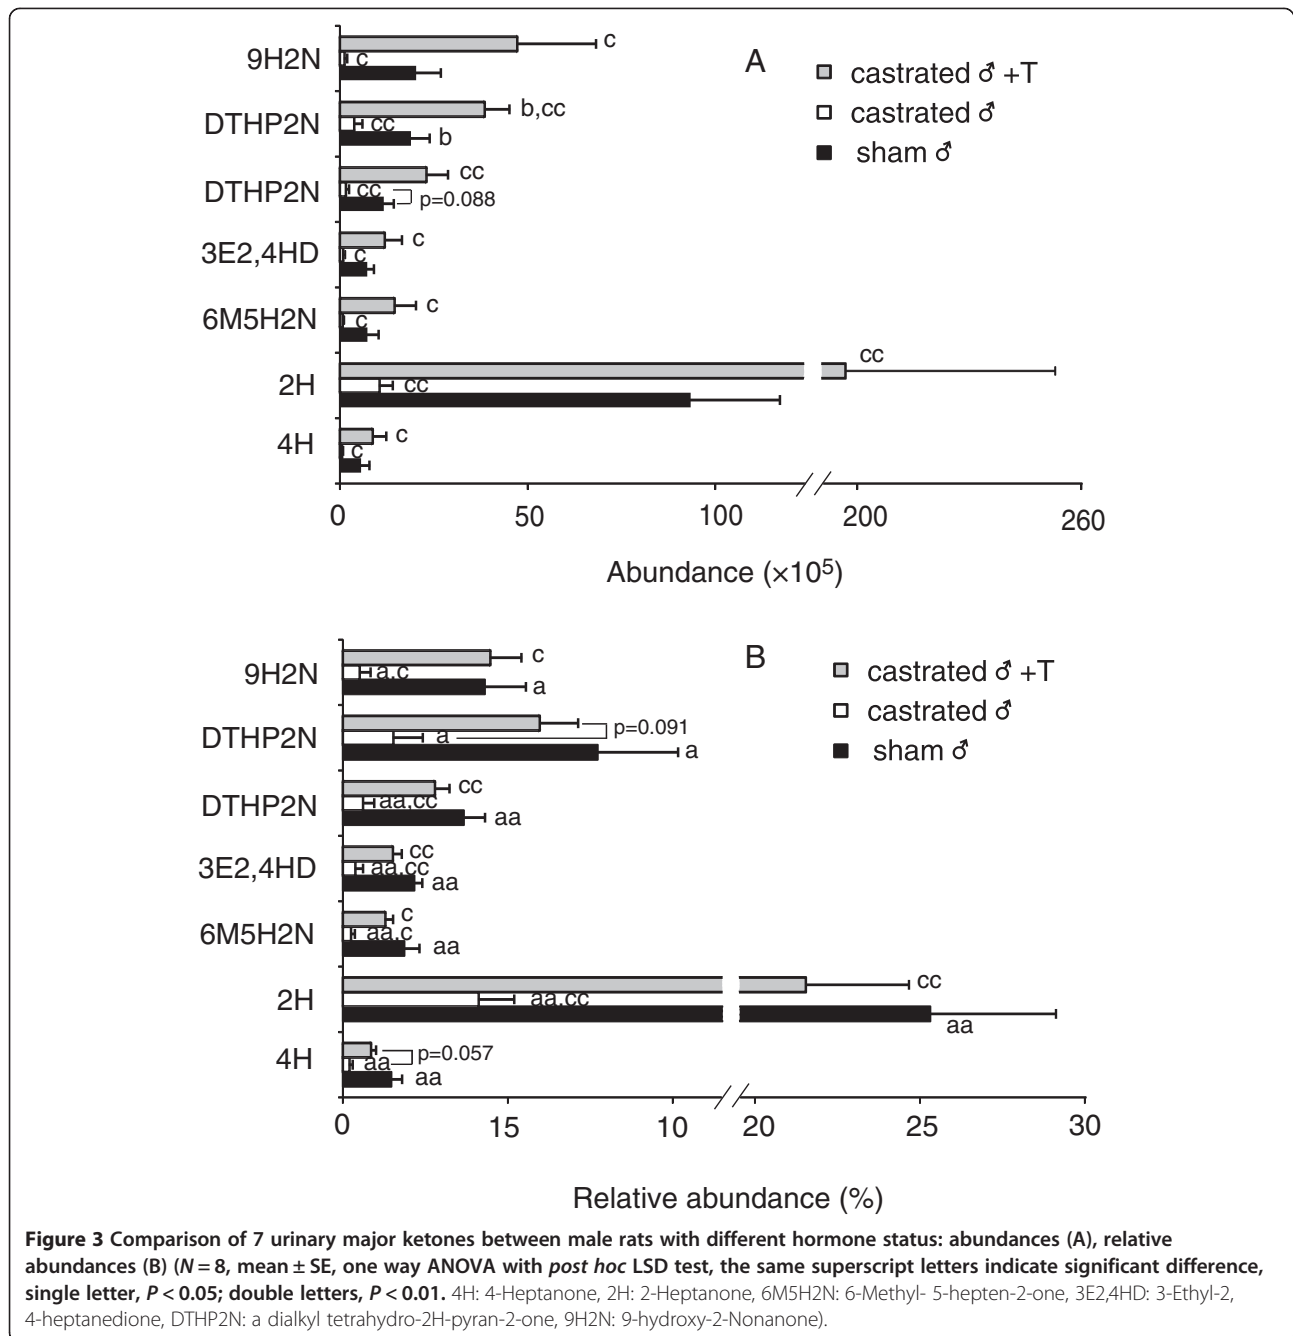 9H2N
c
c
A
castrated ♂ +T
castrated ♂
sham ♂
DTHP2N
b,cc
cc
b
DTHP2N
cc
cc
p=0.088
3E2,4HD
c
c
6M5H2N
c
c
2H
cc
cc
4H
c
c
0 50 100 200 260
Abundance (×10⁵)
9H2N
c
a,c
a
B
castrated ♂ +T
castrated ♂
sham ♂
DTHP2N
p=0.091
a
a
DTHP2N
cc
aa,cc
aa
3E2,4HD
cc
aa,cc
aa
6M5H2N
c
aa,c
aa
2H
cc
aa,cc
aa
4H
p=0.057
aa
aa
0 15 10 20 25 30
Relative abundance (%)
Figure 3 Comparison of 7 urinary major ketones between male rats with different hormone status: abundances (A), relative
abundances (B) (N = 8, mean ± SE, one way ANOVA with post hoc LSD test, the same superscript letters indicate significant difference,
single letter, P < 0.05; double letters, P < 0.01. 4H: 4-Heptanone, 2H: 2-Heptanone, 6M5H2N: 6-Methyl- 5-hepten-2-one, 3E2,4HD: 3-Ethyl-2,
4-heptanedione, DTHP2N: a dialkyl tetrahydro-2H-pyran-2-one, 9H2N: 9-hydroxy-2-Nonanone).